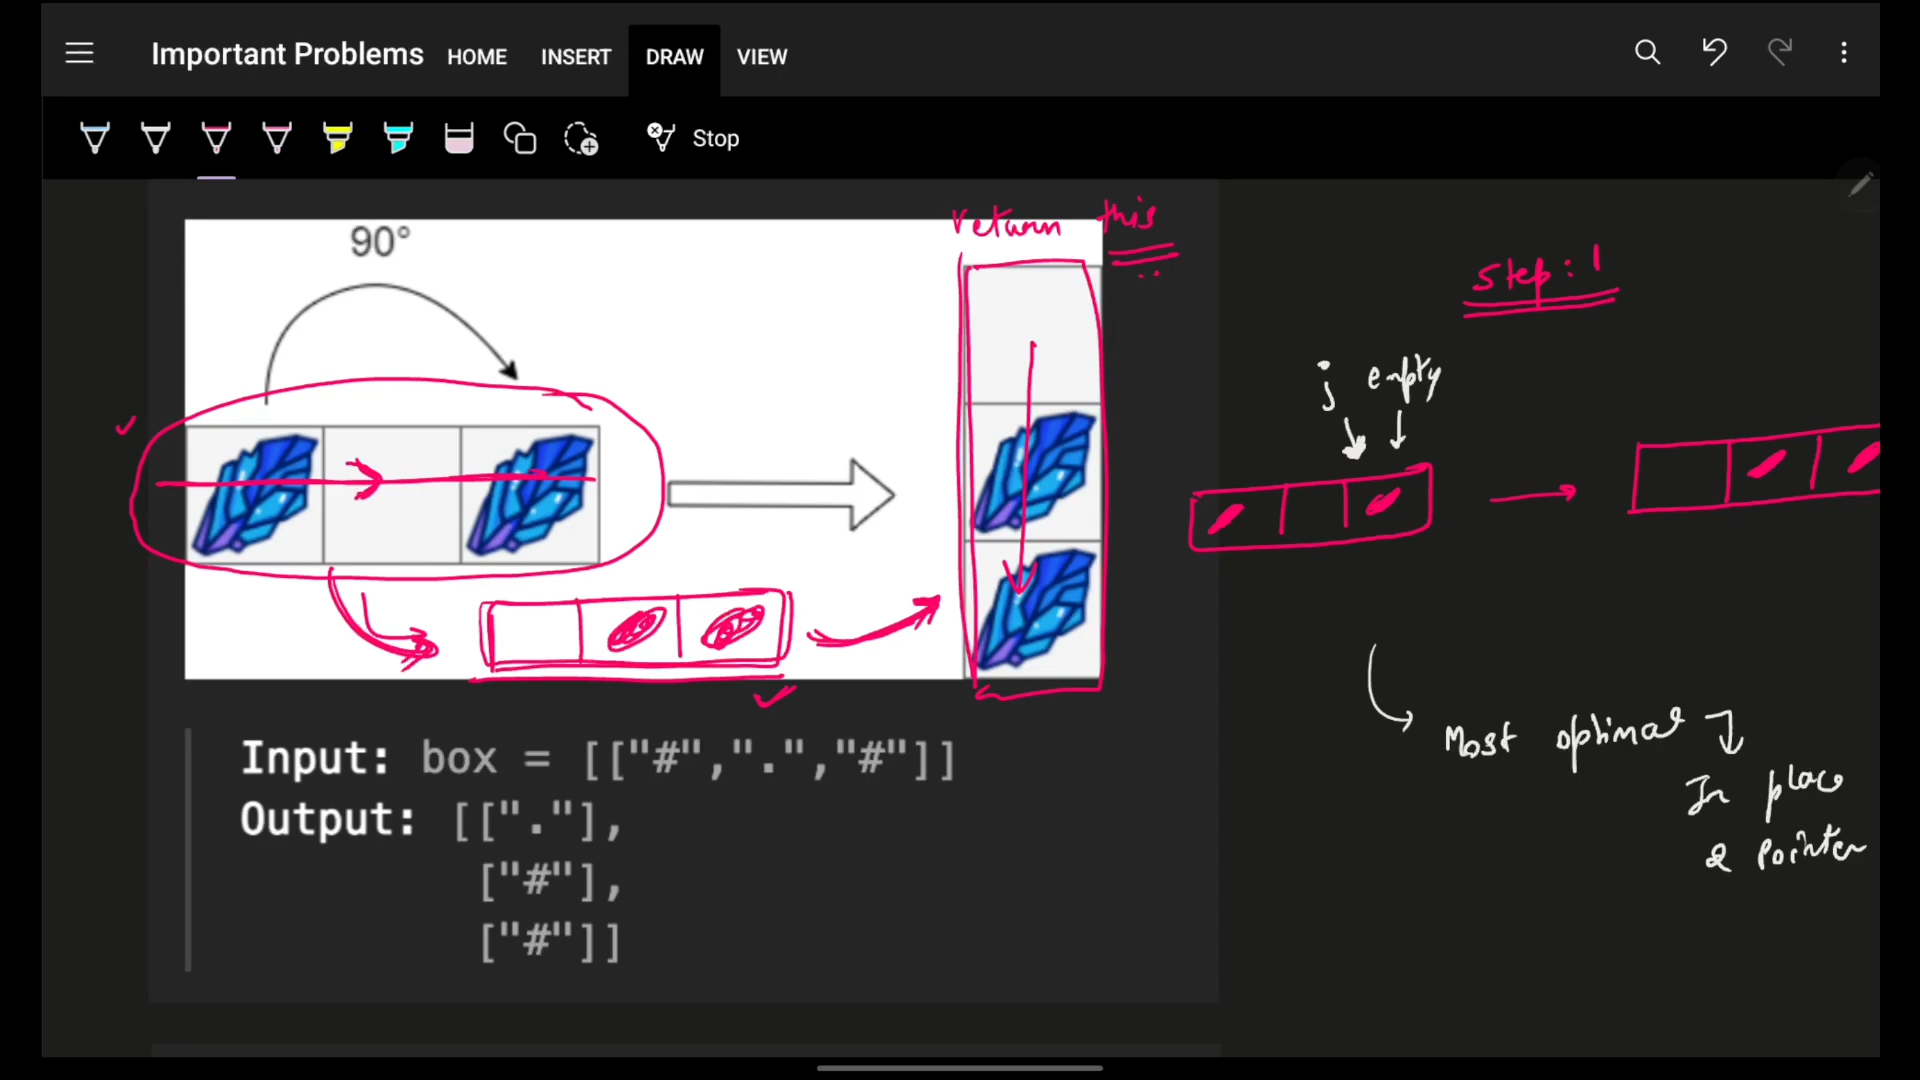 Important Problems HOME INSERT DRAW VIEW
Stop
90°
return this
Step : 1
j empty
Most optimal
In place
2 Pointer
Input: box = [["#",".","#"]]
Output: [["."],
["#"],
["#"]]